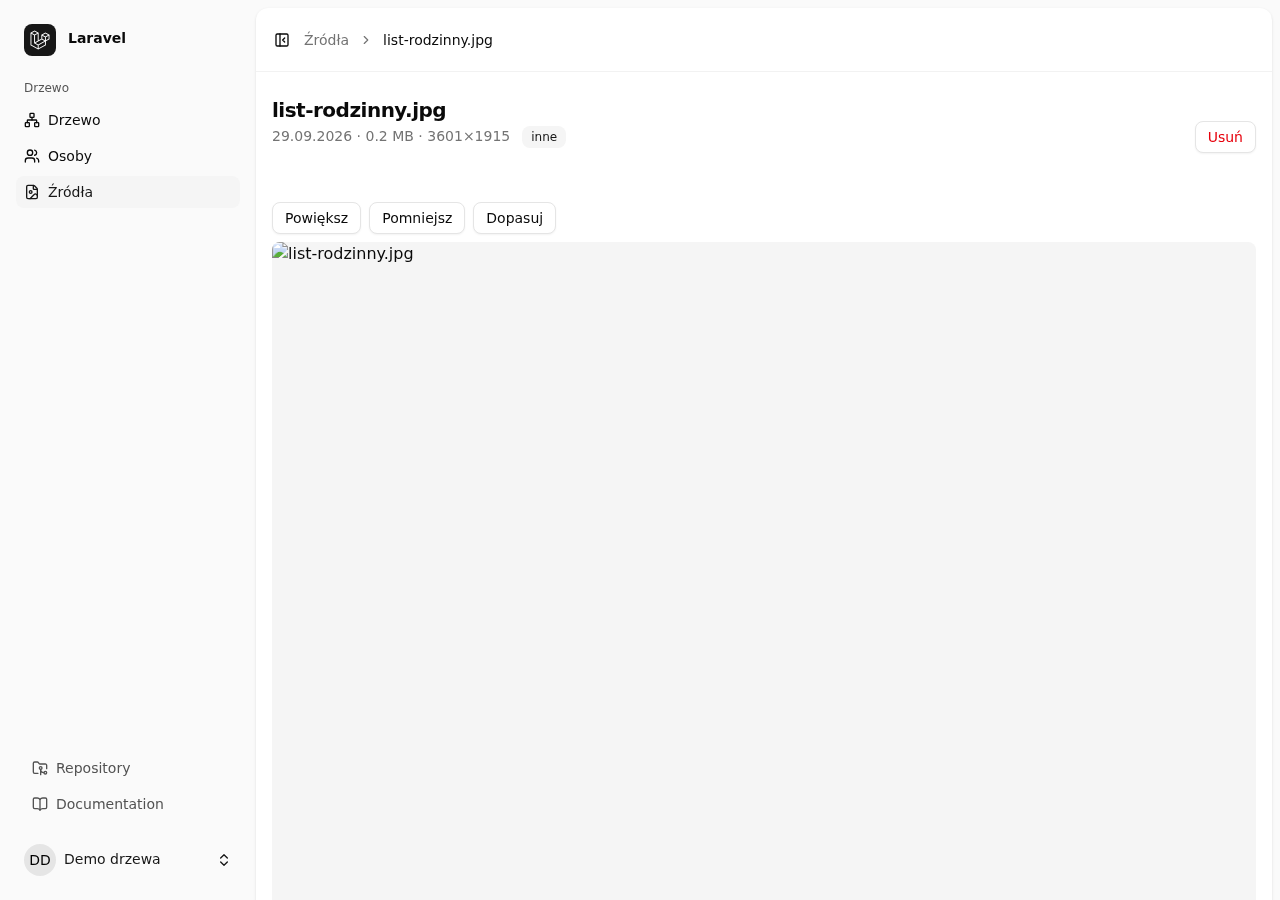 Laravel
Drzewo
Drzewo
Osoby
Źródła
Repository
Documentation
DD Demo drzewa
Źródła > list-rodzinny.jpg
list-rodzinny.jpg
29.09.2026 · 0.2 MB · 3601×1915 inne
Usuń
Powiększ Pomniejsz Dopasuj
list-rodzinny.jpg